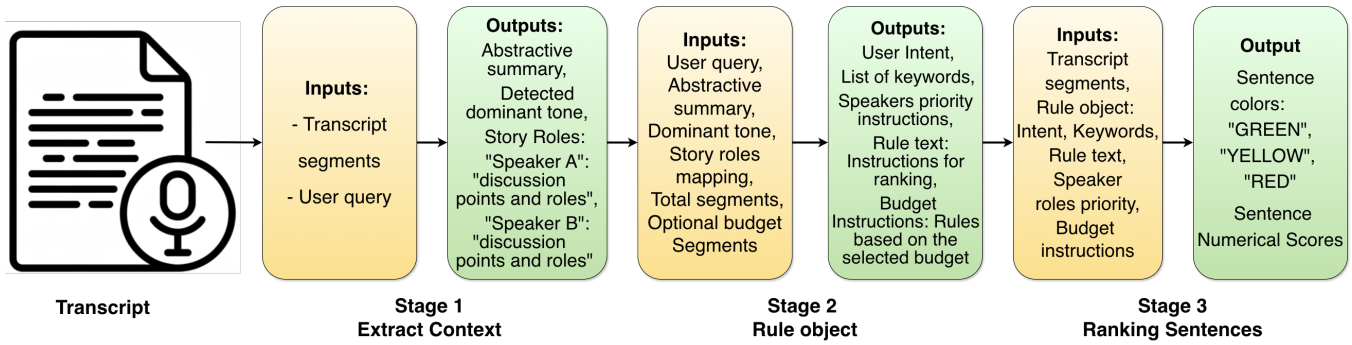 Transcript
Inputs:
- Transcript
segments
- User query
Outputs:
Abstractive
summary,
Detected
dominant tone,
Story Roles:
"Speaker A":
"discussion
points and roles",
"Speaker B":
"discussion
points and roles"
Stage 1
Extract Context
Inputs:
User query,
Abstractive
summary,
Dominant tone,
Story roles
mapping,
Total segments,
Optional budget
Segments
Outputs:
User Intent,
List of keywords,
Speakers priority
instructions,
Rule text:
Instructions for
ranking,
Budget
Instructions: Rules
based on the
selected budget
Stage 2
Rule object
Inputs:
Transcript
segments,
Rule object:
Intent, Keywords,
Rule text,
Speaker
roles priority,
Budget
instructions
Output
Sentence
colors:
"GREEN",
"YELLOW",
"RED"
Sentence
Numerical Scores
Stage 3
Ranking Sentences